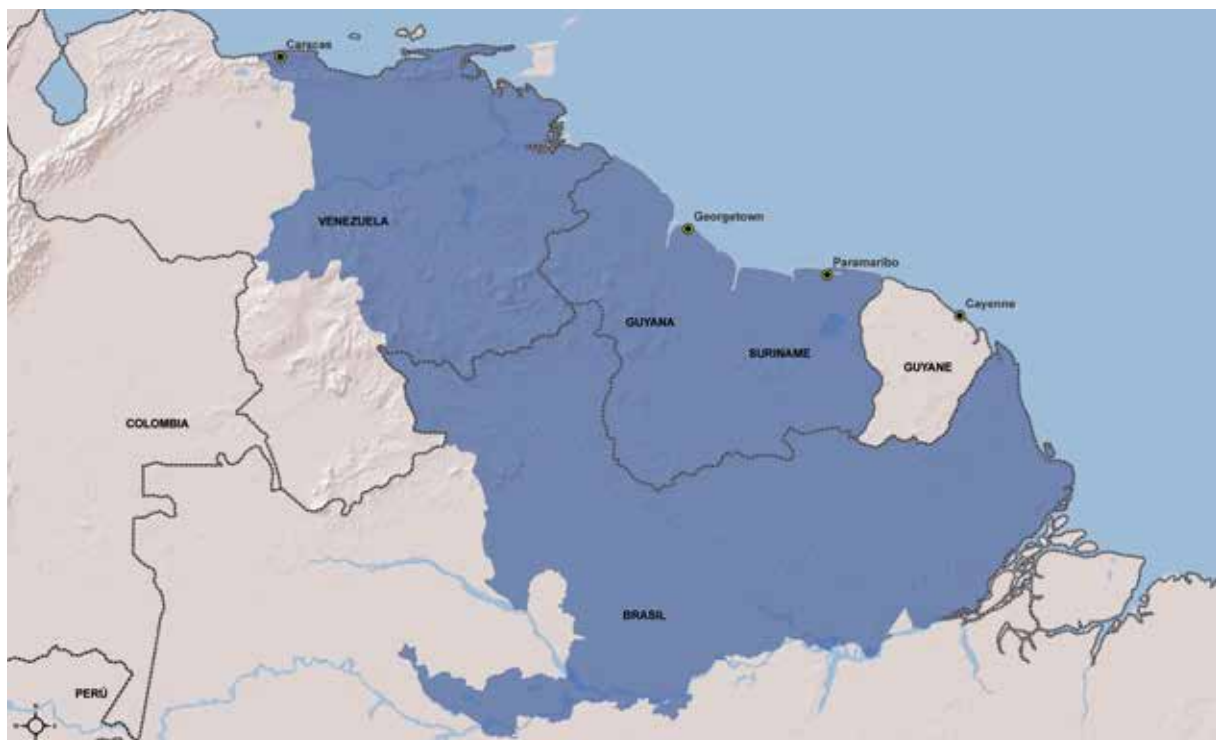 Caracas
VENEZUELA
Georgetown
Paramaribo
Cayenne
GUYANA
SURINAME
GUYANE
COLOMBIA
BRASIL
PERÚ